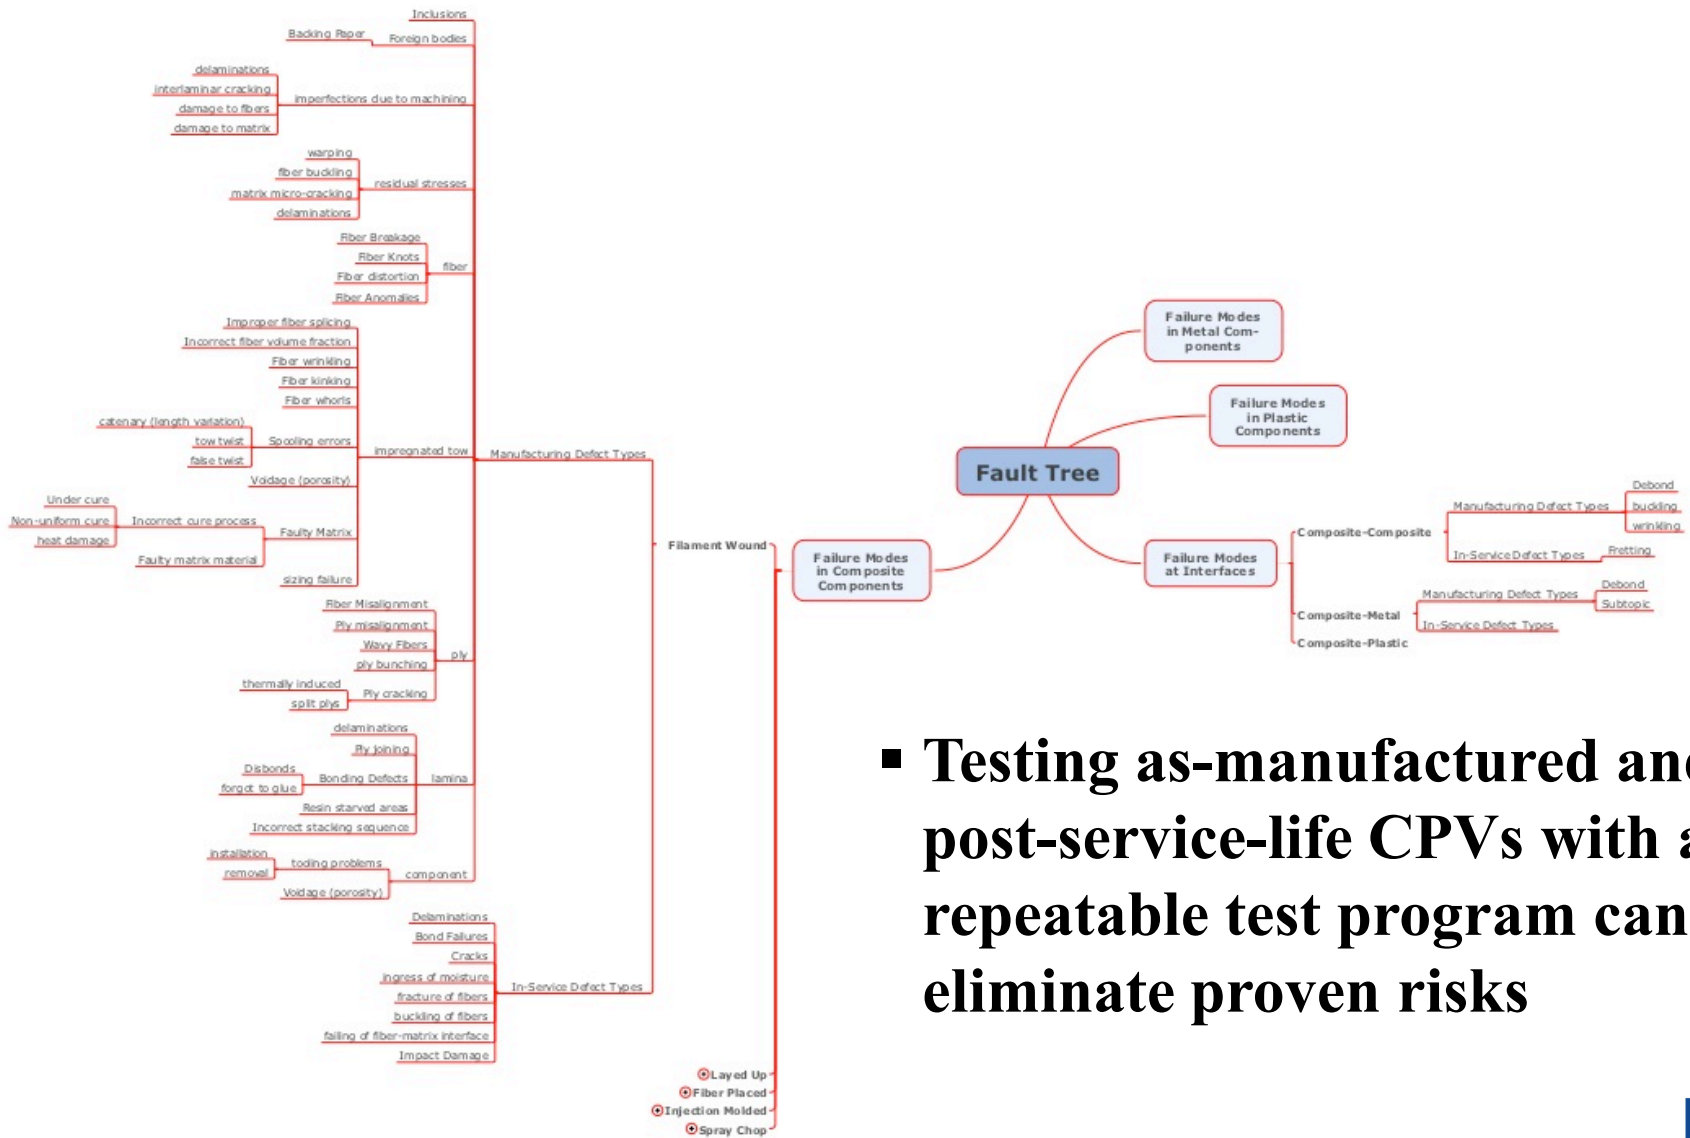 Inclusions
Backing Paper
Foreign bodies
delaminations
interlaminar cracking
damage to fibers
damage to matrix
imperfections due to machining
warping
fiber buckling
matrix micro-cracking
delaminations
residual stresses
Fiber Breakage
Fiber Knots
Fiber distortion
Fiber Anomalies
fiber
Improper fiber splicing
Incorrect fiber volume fraction
Fiber wrinkling
Fiber kinking
Fiber whorls
catenary (length variation)
tow twist
false twist
Spooling errors
impregnated tow
Voidage (porosity)
Under cure
Non-uniform cure
heat damage
Incorrect cure process
Faulty matrix material
Faulty Matrix
sizing failure
Fiber Misalignment
Ply misalignment
Wavy Fibers
ply bunching
thermally induced
split plys
Ply cracking
ply
delaminations
Ply joining
Disbonds
forgot to glue
Bonding Defects
lamina
Resin starved areas
Incorrect stacking sequence
installation
removal
tooling problems
Voidage (porosity)
component
Manufacturing Defect Types
Delaminations
Bond Failures
Cracks
ingress of moisture
fracture of fibers
buckling of fibers
failing of fiber-matrix interface
Impact Damage
In-Service Defect Types
Filament Wound
Layed Up
Fiber Placed
Injection Molded
Spray Chop
Failure Modes
in Composite
Components
Fault Tree
Failure Modes
in Metal Com-
ponents
Failure Modes
in Plastic
Components
Failure Modes
at Interfaces
Composite-Composite
Manufacturing Defect Types
Debond
buckling
wrinkling
In-Service Defect Types
Fretting
Composite-Metal
Manufacturing Defect Types
Debond
Subtopic
In-Service Defect Types
Composite-Plastic
▪ Testing as-manufactured and
post-service-life CPVs with a
repeatable test program can
eliminate proven risks